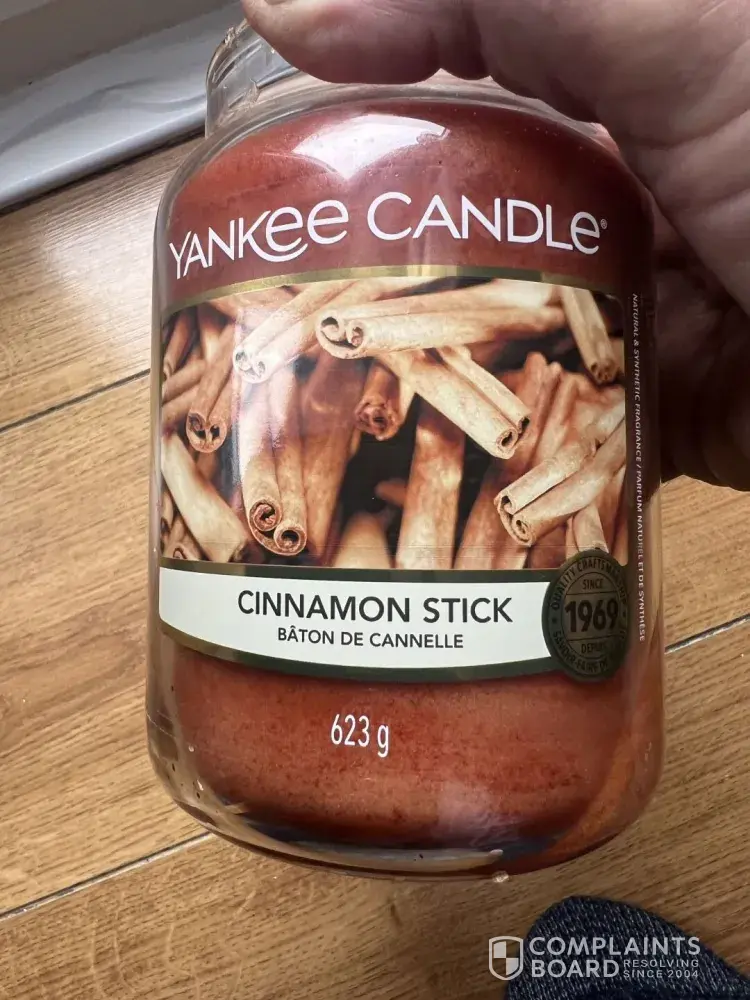 YANKEE CANDLE®
NATURAL & SYNTHETIC FRAGRANCE / PARFUM NATUREL ET DE SYNTHÈSE
CINNAMON STICK
BÂTON DE CANNELLE
SINCE
1969
DEPUIS
623 g
COMPLAINTS
BOARD RESOLVING
SINCE 2004